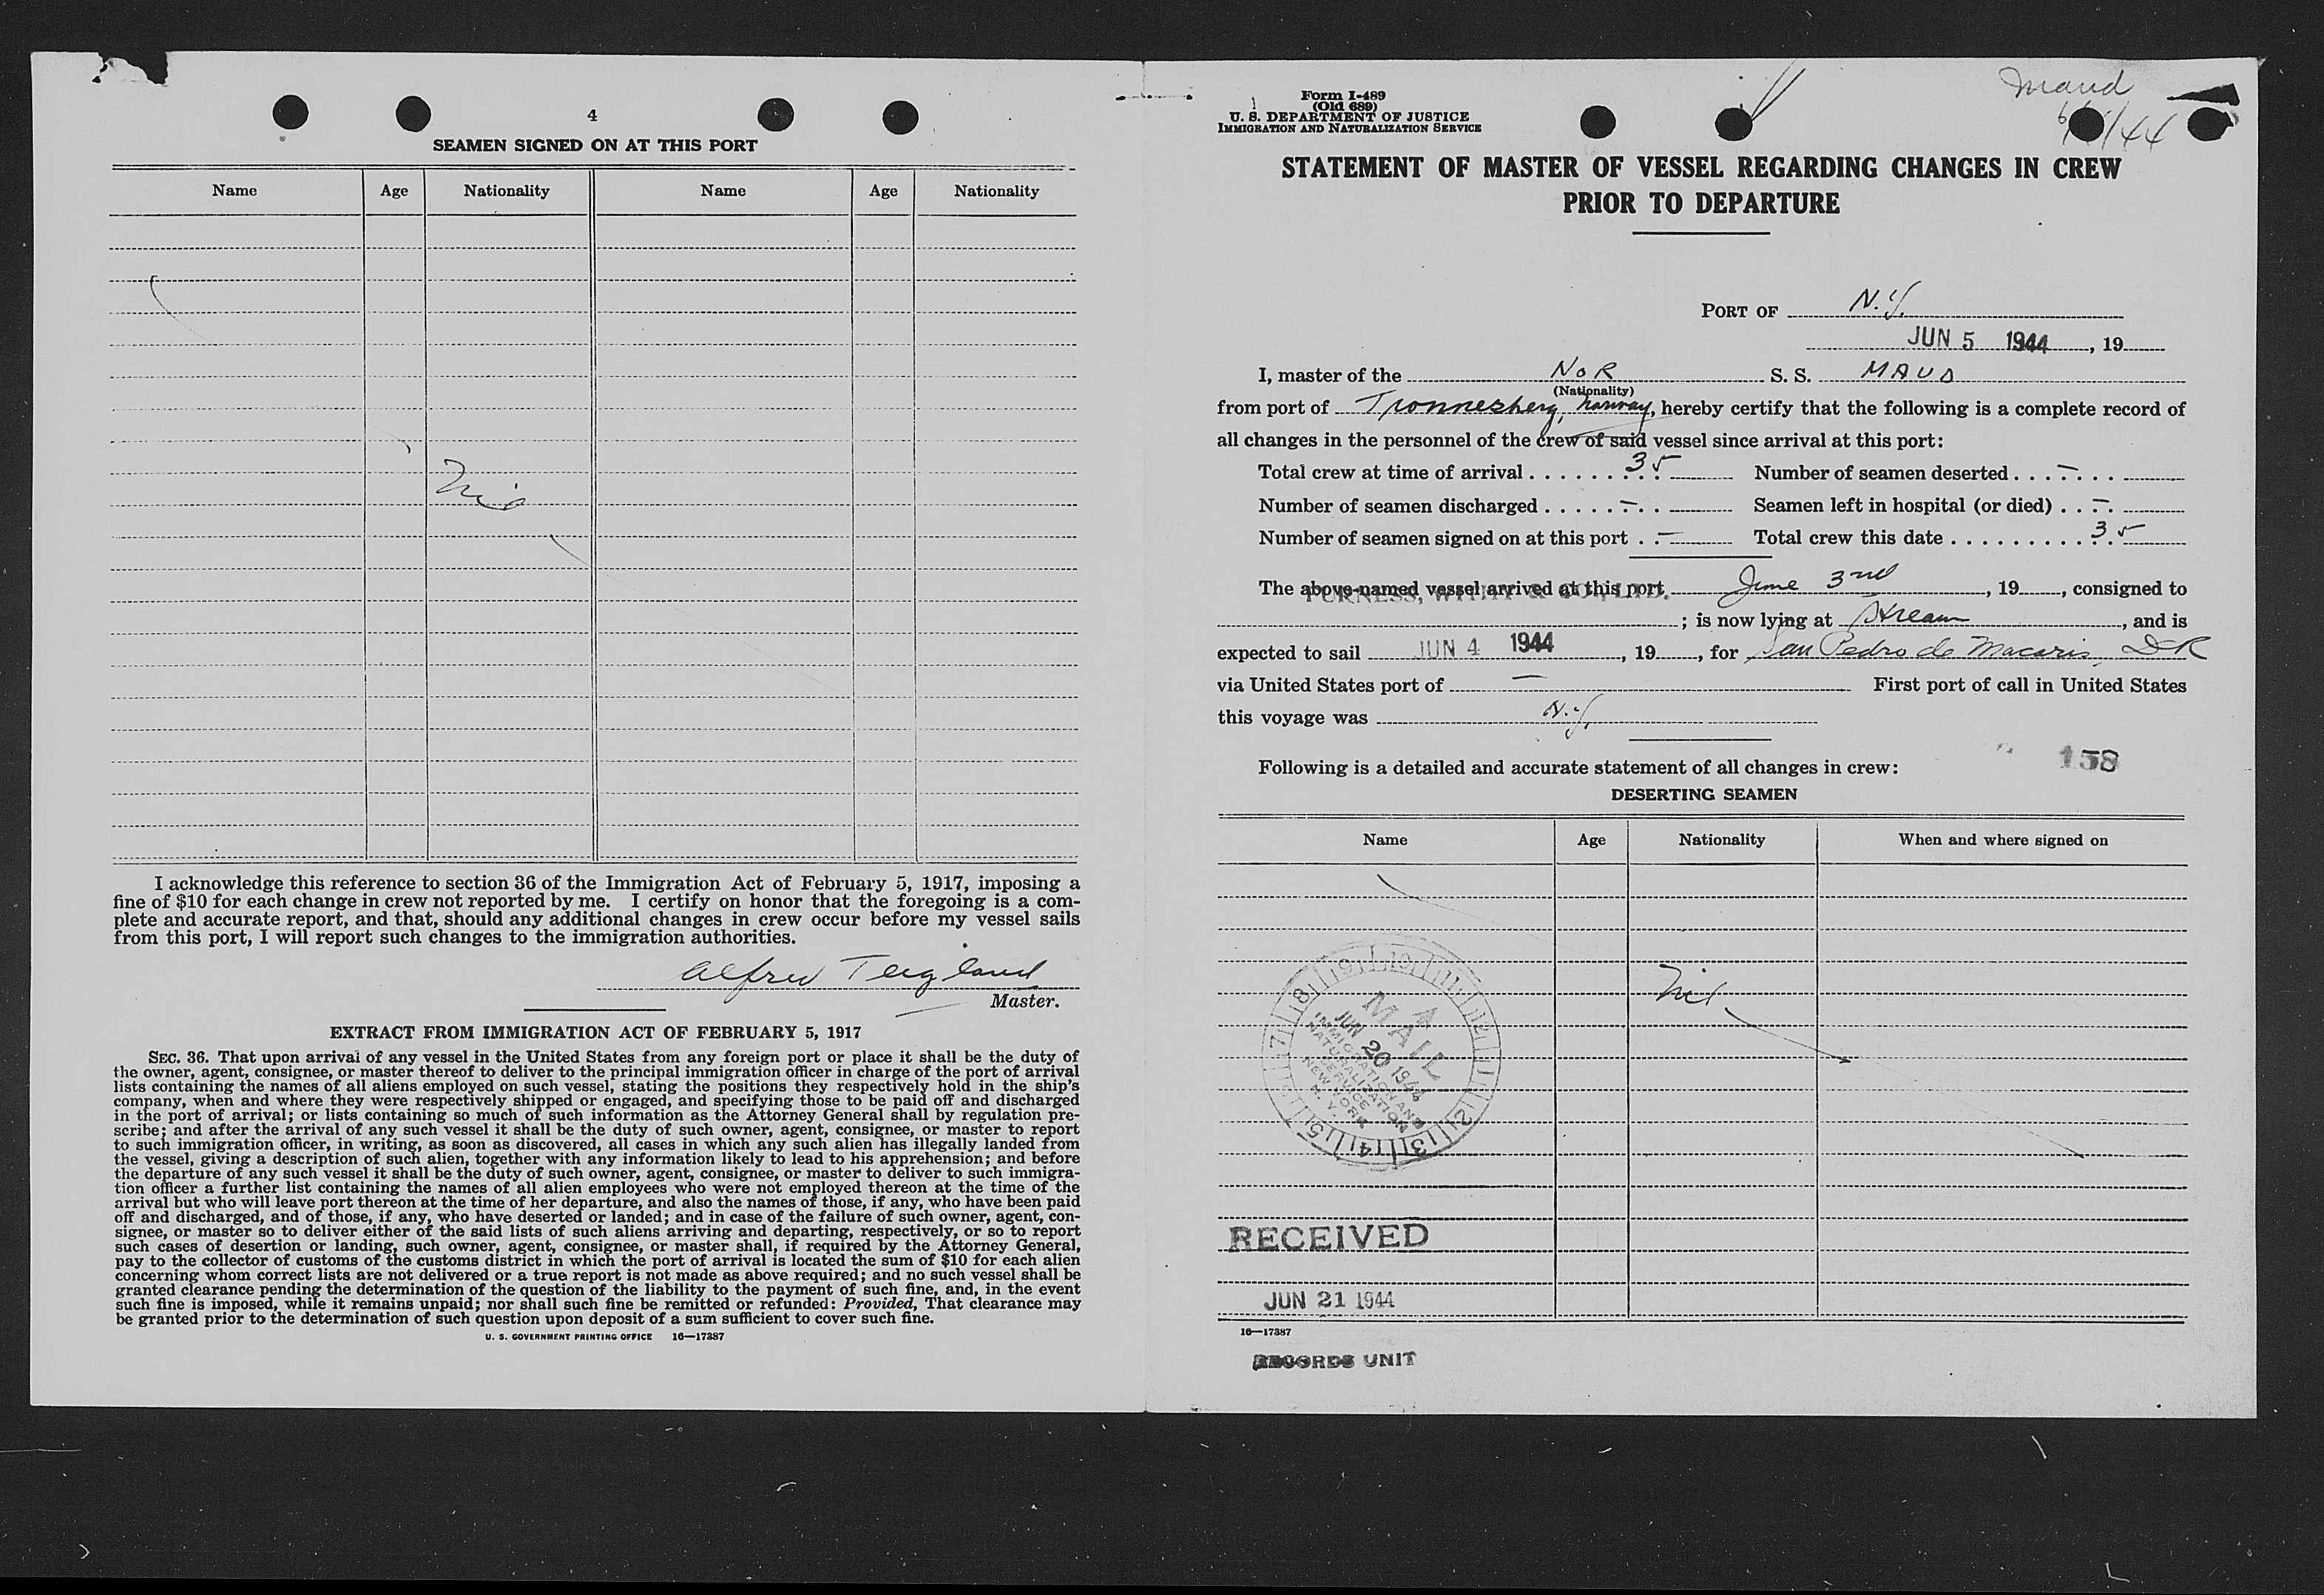 4
SEAMEN SIGNED ON AT THIS PORT
Name Age Nationality Name Age Nationality
Nil
I acknowledge this reference to section 36 of the Immigration Act of February 5, 1917, imposing a
fine of $10 for each change in crew not reported by me. I certify on honor that the foregoing is a com-
plete and accurate report, and that, should any additional changes in crew occur before my vessel sails
from this port, I will report such changes to the immigration authorities.
Alfred Teigland
Master.
EXTRACT FROM IMMIGRATION ACT OF FEBRUARY 5, 1917
SEC. 36. That upon arrival of any vessel in the United States from any foreign port or place it shall be the duty of
the owner, agent, consignee, or master thereof to deliver to the principal immigration officer in charge of the port of arrival
lists containing the names of all aliens employed on such vessel, stating the positions they respectively hold in the ship's
company, when and where they were respectively shipped or engaged, and specifying those to be paid off and discharged
in the port of arrival; or lists containing so much of such information as the Attorney General shall by regulation pre-
scribe; and after the arrival of any such vessel it shall be the duty of such owner, agent, consignee, or master to report
to such immigration officer, in writing, as soon as discovered, all cases in which any such alien has illegally landed from
the vessel, giving a description of such alien, together with any information likely to lead to his apprehension; and before
the departure of any such vessel it shall be the duty of such owner, agent, consignee, or master to deliver to such immigra-
tion officer a further list containing the names of all alien employees who were not employed thereon at the time of the
arrival but who will leave port thereon at the time of her departure, and also the names of those, if any, who have been paid
off and discharged, and of those, if any, who have deserted or landed; and in case of the failure of such owner, agent, con-
signee, or master so to deliver either of the said lists of such aliens arriving and departing, respectively, or so to report
such cases of desertion or landing, such owner, agent, consignee, or master shall, if required by the Attorney General,
pay to the collector of customs of the customs district in which the port of arrival is located the sum of $10 for each alien
concerning whom correct lists are not delivered or a true report is not made as above required; and no such vessel shall be
granted clearance pending the determination of the question of the liability to the payment of such fine, and, in the event
such fine is imposed, while it remains unpaid; nor shall such fine be remitted or refunded: Provided, That clearance may
be granted prior to the determination of such question upon deposit of a sum sufficient to cover such fine.
U. S. GOVERNMENT PRINTING OFFICE 16—17387
Form I-489
(Old 689)
U. S. DEPARTMENT OF JUSTICE
IMMIGRATION AND NATURALIZATION SERVICE
Maud
/44
STATEMENT OF MASTER OF VESSEL REGARDING CHANGES IN CREW
PRIOR TO DEPARTURE
PORT OF N.Y.
JUN 5 1944, 19
I, master of the NOR S. S. MAUD
(Nationality)
from port of Tronnesberg, Norway, hereby certify that the following is a complete record of
all changes in the personnel of the crew of said vessel since arrival at this port:
Total crew at time of arrival 35 Number of seamen deserted —
Number of seamen discharged — Seamen left in hospital (or died) —
Number of seamen signed on at this port — Total crew this date 35
The above-named vessel arrived at this port June 3nd, 19, consigned to
FURNESS, WITHY & CO., LTD.
; is now lying at Stream, and is
expected to sail JUN 4 1944, 19, for San Pedro de Macoris, DR
via United States port of — First port of call in United States
this voyage was N.Y.
158
Following is a detailed and accurate statement of all changes in crew:
DESERTING SEAMEN
Name Age Nationality When and where signed on
Nil
MAIL
JUN 20 1944
IMMIGRATION AND
NATURALIZATION
SERVICE
NEW YORK
N. Y.
7 8 9 10 11 12 1 2 3 4 5
RECEIVED
JUN 21 1944
16—17387
RECORDS UNIT